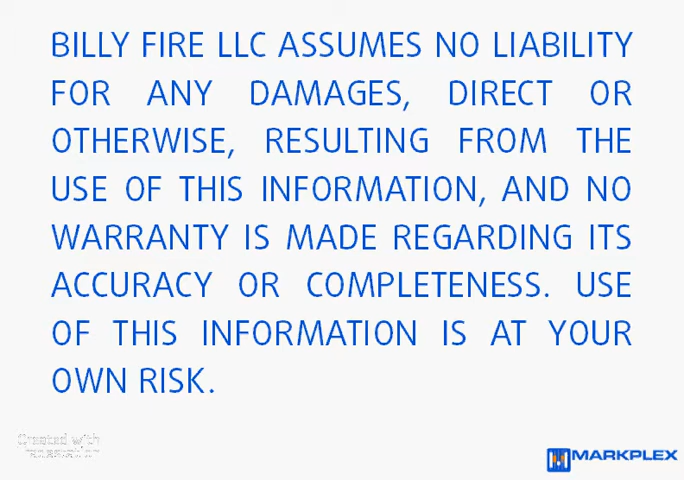 BILLY FIRE LLC ASSUMES NO LIABILITY
FOR ANY DAMAGES, DIRECT OR
OTHERWISE, RESULTING FROM THE
USE OF THIS INFORMATION, AND NO
WARRANTY IS MADE REGARDING ITS
ACCURACY OR COMPLETENESS. USE
OF THIS INFORMATION IS AT YOUR
OWN RISK.
Created with
MARKPLEX